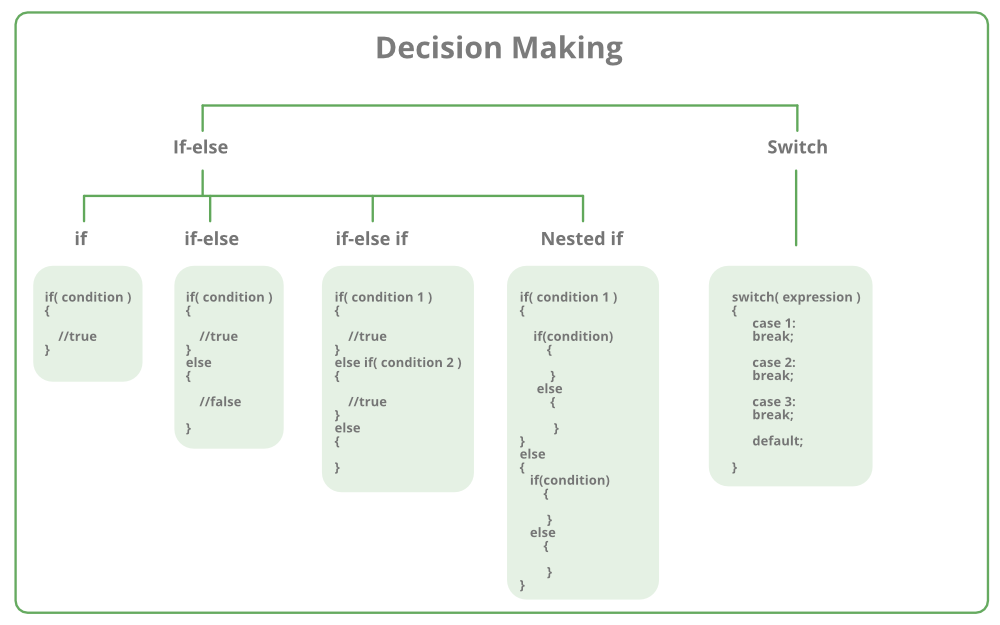 Decision Making
If-else
Switch
if
if-else
if-else if
Nested if
if( condition )
{
//true
}
if( condition )
{
//true
}
else
{
//false
}
if( condition 1 )
{
//true
}
else if( condition 2 )
{
//true
}
else
{
}
if( condition 1 )
{
if(condition)
{
}
else
{
}
}
else
{
if(condition)
{
}
else
{
}
}
switch( expression )
{
case 1:
break;
case 2:
break;
case 3:
break;
default;
}